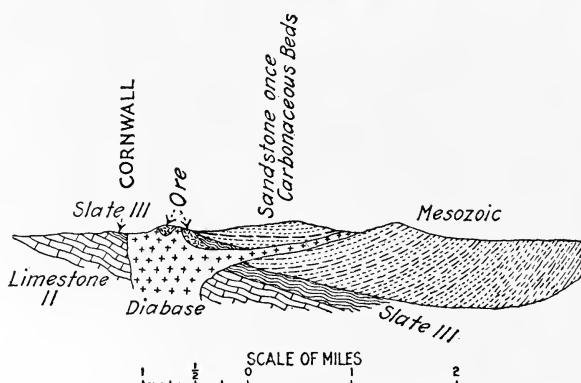 CORNWALL
Slate III
Ore
Sandstone once
Carbonaceous Beds
Mesozoic
Limestone
II
Diabase
Slate III
SCALE OF MILES
1 1/2 0 1 2